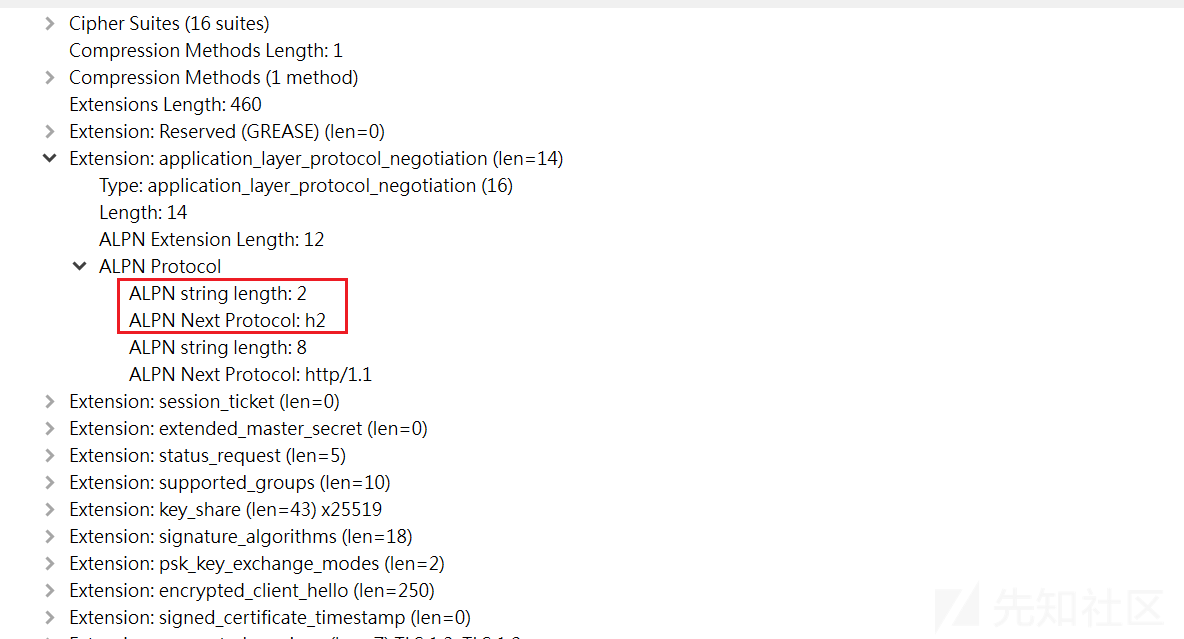 Cipher Suites (16 suites)
Compression Methods Length: 1
Compression Methods (1 method)
Extensions Length: 460
Extension: Reserved (GREASE) (len=0)
Extension: application_layer_protocol_negotiation (len=14)
Type: application_layer_protocol_negotiation (16)
Length: 14
ALPN Extension Length: 12
ALPN Protocol
ALPN string length: 2
ALPN Next Protocol: h2
ALPN string length: 8
ALPN Next Protocol: http/1.1
Extension: session_ticket (len=0)
Extension: extended_master_secret (len=0)
Extension: status_request (len=5)
Extension: supported_groups (len=10)
Extension: key_share (len=43) x25519
Extension: signature_algorithms (len=18)
Extension: psk_key_exchange_modes (len=2)
Extension: encrypted_client_hello (len=250)
Extension: signed_certificate_timestamp (len=0)
先知社区